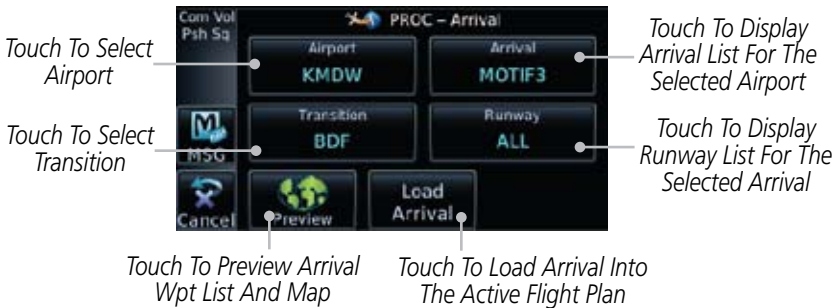 Com Vol
Psh Sq
PROC – Arrival
Touch To Select
Airport
Airport
KMDW
Arrival
MOTIF3
Touch To Display
Arrival List For The
Selected Airport
Touch To Select
Transition
MSG
Transition
BDF
Runway
ALL
Touch To Display
Runway List For The
Selected Arrival
Cancel
Preview
Load
Arrival
Touch To Preview Arrival
Wpt List And Map
Touch To Load Arrival Into
The Active Flight Plan